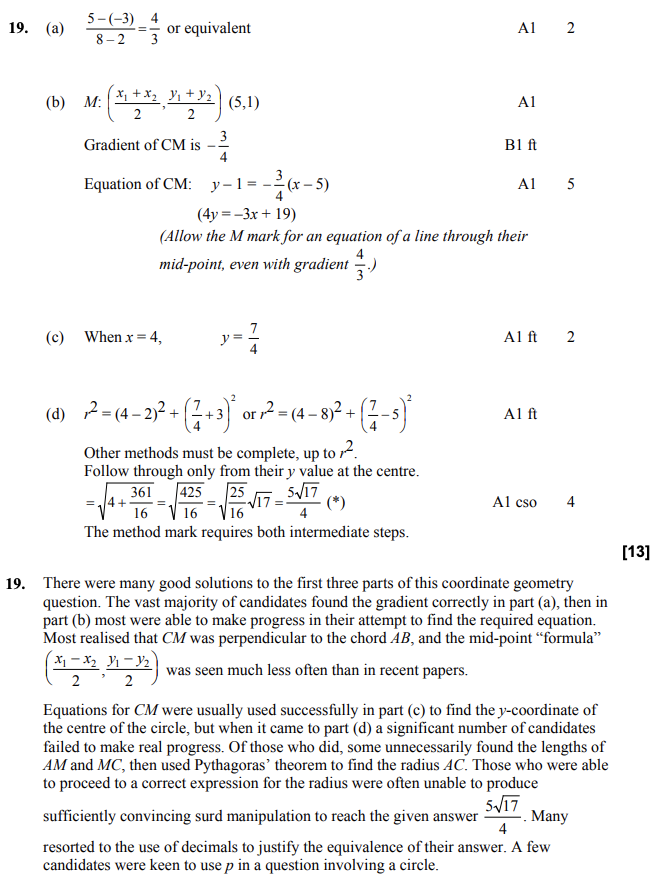 19. (a) \frac{5-(-3)}{8-2} = \frac{4}{3} or equivalent A1 2
(b) M: \left(\frac{x_1+x_2}{2}, \frac{y_1+y_2}{2}\right) (5,1) A1
Gradient of CM is -\frac{3}{4} B1 ft
Equation of CM: y – 1 = -\frac{3}{4}(x – 5) A1 5
(4y = –3x + 19)
(Allow the M mark for an equation of a line through their
mid-point, even with gradient \frac{4}{3}.)
(c) When x = 4, y = \frac{7}{4} A1 ft 2
(d) r^2 = (4 – 2)^2 + \left(\frac{7}{4}+3\right)^2 or r^2 = (4 – 8)^2 + \left(\frac{7}{4}-5\right)^2 A1 ft
Other methods must be complete, up to r^2.
Follow through only from their y value at the centre.
= \sqrt{4+\frac{361}{16}} = \sqrt{\frac{425}{16}} = \sqrt{\frac{25}{16}}\sqrt{17} = \frac{5\sqrt{17}}{4} (*) A1 cso 4
The method mark requires both intermediate steps.
[13]
19. There were many good solutions to the first three parts of this coordinate geometry
question. The vast majority of candidates found the gradient correctly in part (a), then in
part (b) most were able to make progress in their attempt to find the required equation.
Most realised that CM was perpendicular to the chord AB, and the mid-point “formula”
\left(\frac{x_1-x_2}{2}, \frac{y_1-y_2}{2}\right) was seen much less often than in recent papers.
Equations for CM were usually used successfully in part (c) to find the y-coordinate of
the centre of the circle, but when it came to part (d) a significant number of candidates
failed to make real progress. Of those who did, some unnecessarily found the lengths of
AM and MC, then used Pythagoras’ theorem to find the radius AC. Those who were able
to proceed to a correct expression for the radius were often unable to produce
sufficiently convincing surd manipulation to reach the given answer \frac{5\sqrt{17}}{4}. Many
resorted to the use of decimals to justify the equivalence of their answer. A few
candidates were keen to use p in a question involving a circle.